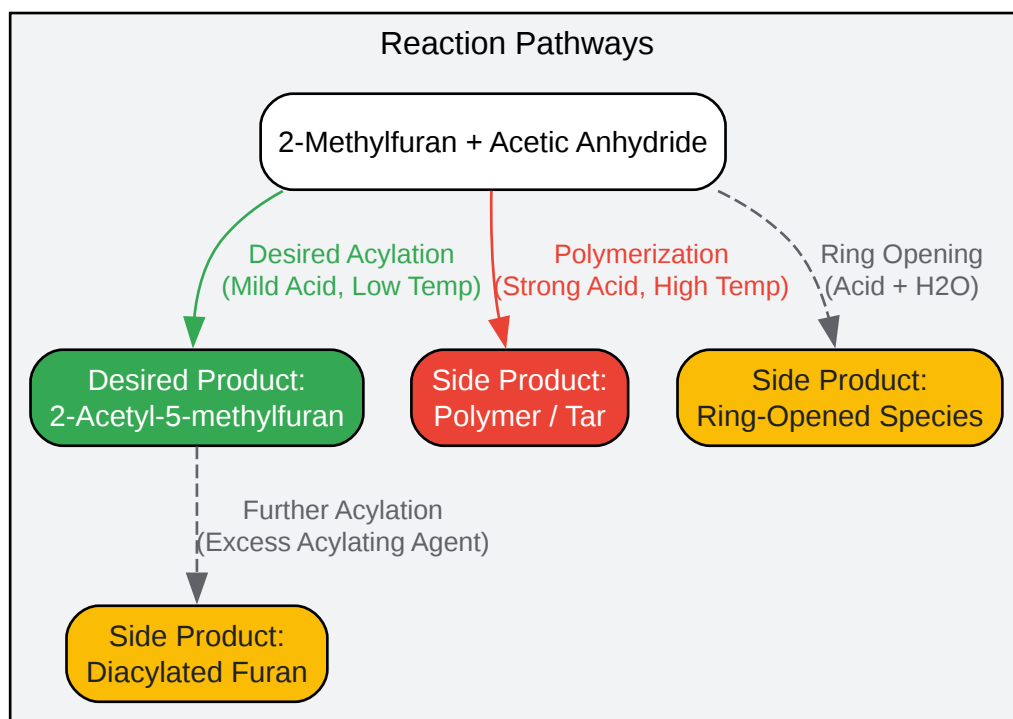 Reaction Pathways
2-Methylfuran + Acetic Anhydride
Desired Acylation
(Mild Acid, Low Temp)
Polymerization
(Strong Acid, High Temp)
Ring Opening
(Acid + H2O)
Desired Product:
2-Acetyl-5-methylfuran
Side Product:
Polymer / Tar
Side Product:
Ring-Opened Species
Further Acylation
(Excess Acylating Agent)
Side Product:
Diacylated Furan